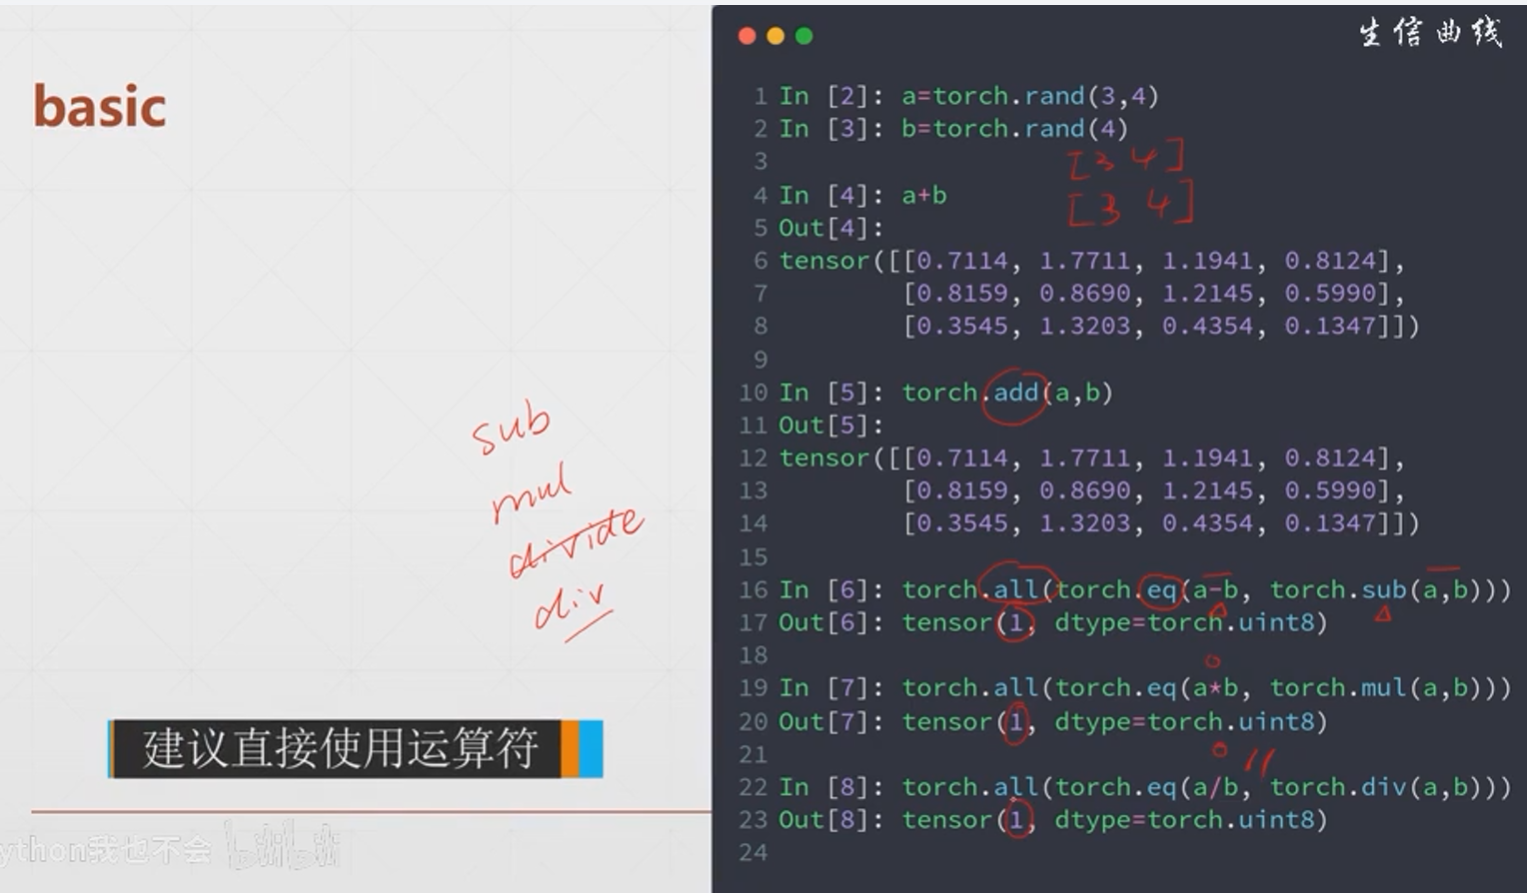 basic
sub
mul
divide
div
建议直接使用运算符
ython我也不会 bilibili
生信曲线
1 In [2]: a=torch.rand(3,4)
2 In [3]: b=torch.rand(4)
3
[3 4]
4 In [4]: a+b
[3 4]
5 Out[4]:
6 tensor([[0.7114, 1.7711, 1.1941, 0.8124],
7 [0.8159, 0.8690, 1.2145, 0.5990],
8 [0.3545, 1.3203, 0.4354, 0.1347]])
9
10 In [5]: torch.add(a,b)
11 Out[5]:
12 tensor([[0.7114, 1.7711, 1.1941, 0.8124],
13 [0.8159, 0.8690, 1.2145, 0.5990],
14 [0.3545, 1.3203, 0.4354, 0.1347]])
15
16 In [6]: torch.all(torch.eq(a-b, torch.sub(a,b)))
17 Out[6]: tensor(1, dtype=torch.uint8)
18
19 In [7]: torch.all(torch.eq(a*b, torch.mul(a,b)))
20 Out[7]: tensor(1, dtype=torch.uint8)
21
//
22 In [8]: torch.all(torch.eq(a/b, torch.div(a,b)))
23 Out[8]: tensor(1, dtype=torch.uint8)
24